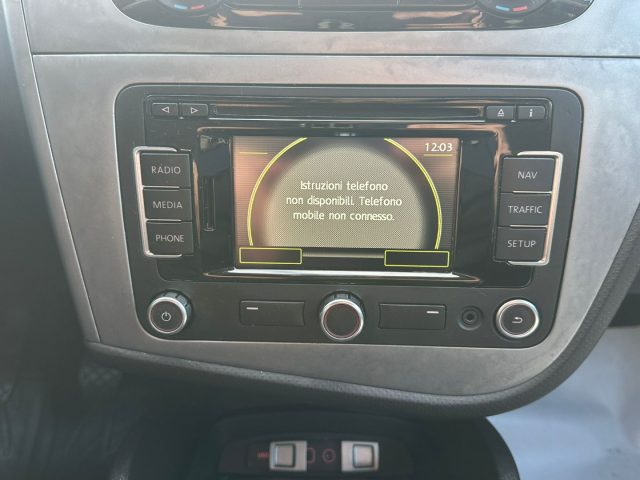 i
12:03
RADIO
NAV
Istruzioni telefono
non disponibili. Telefono
mobile non connesso.
MEDIA
TRAFFIC
PHONE
SETUP